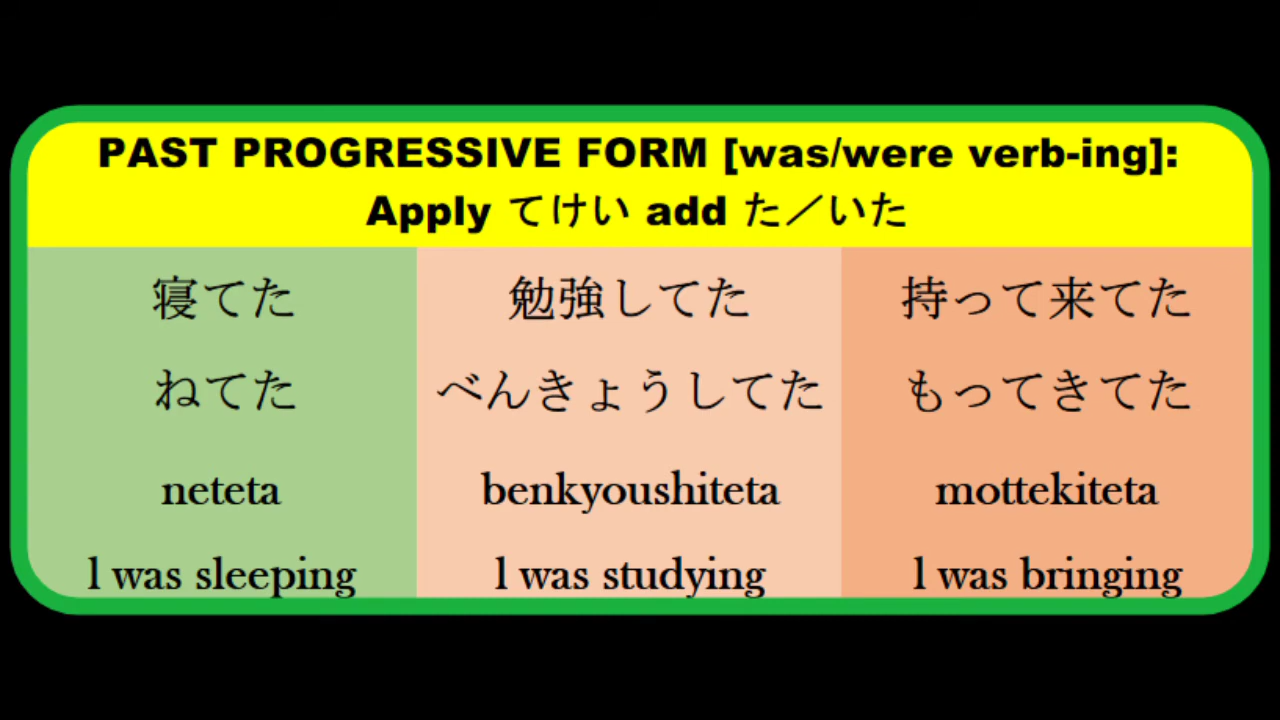 PAST PROGRESSIVE FORM [was/were verb-ing]:
Apply てけい add た／いた
寝てた
勉強してた
持って来てた
ねてた
べんきょうしてた
もってきてた
neteta
benkyoushiteta
mottekiteta
l was sleeping
l was studying
l was bringing